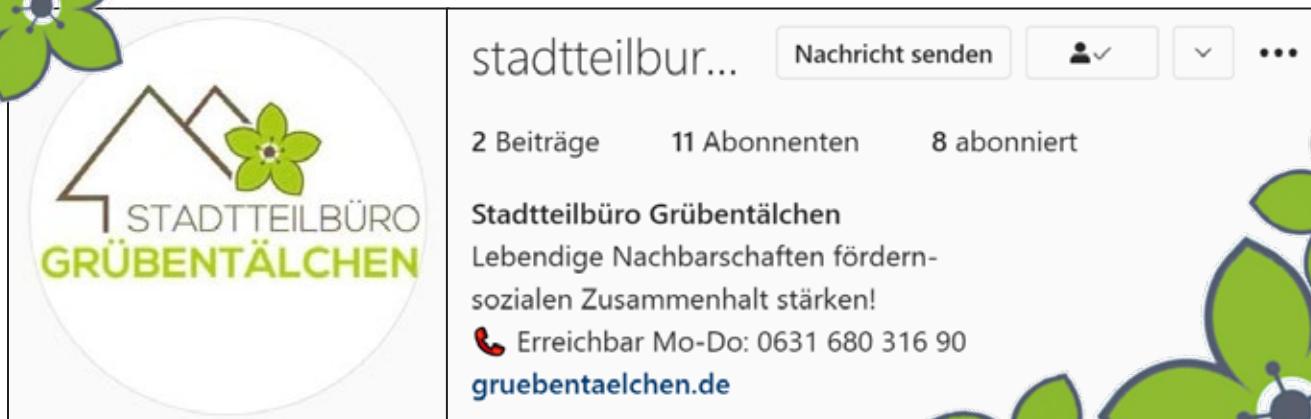 STADTTEILBÜRO
GRÜBENTÄLCHEN
stadtteilbur...
Nachricht senden
2 Beiträge 11 Abonnenten 8 abonniert
Stadtteilbüro Grübentälchen
Lebendige Nachbarschaften fördern-
sozialen Zusammenhalt stärken!
Erreichbar Mo-Do: 0631 680 316 90
gruebentaelchen.de